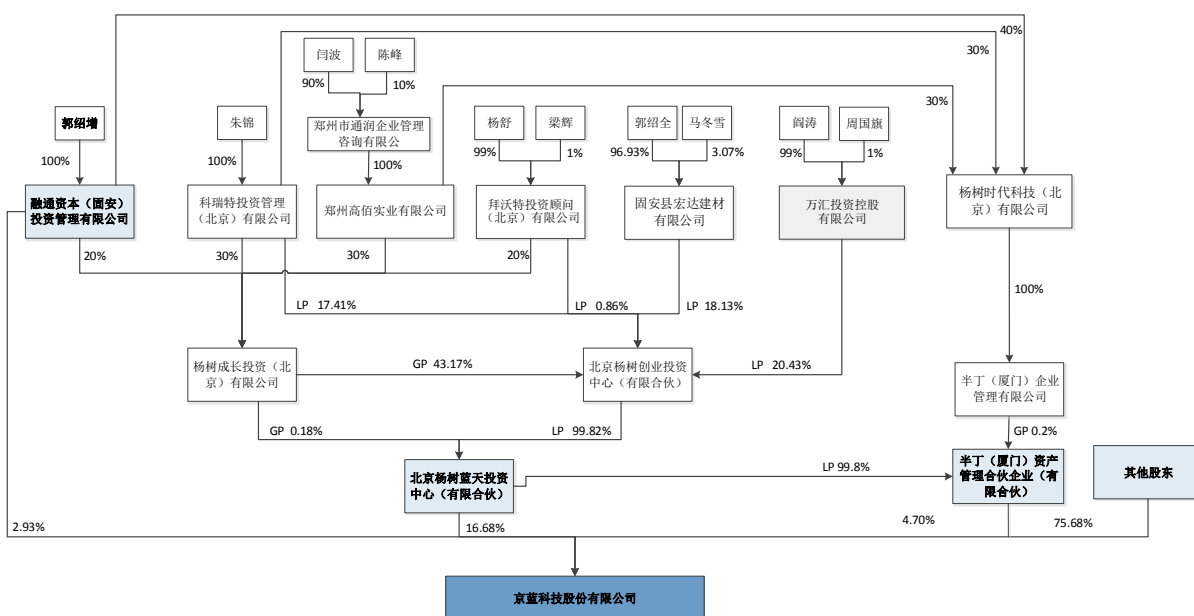 40%
30%
闫波
陈峰
90%
10%
30%
郭绍增
朱锦
郑州市通润企业管理
咨询有限公
杨舒
梁辉
郭绍全
马冬雪
阎涛
周国旗
100%
100%
100%
99%
1%
96.93%
3.07%
99%
1%
融通资本（固安）
投资管理有限公司
科瑞特投资管理
（北京）有限公司
郑州高佰实业有限公司
拜沃特投资顾问
（北京）有限公司
固安县宏达建材
有限公司
万汇投资控股
有限公司
杨树时代科技（北
京）有限公司
20%
30%
30%
20%
100%
LP 17.41%
LP 0.86%
LP 18.13%
杨树成长投资（北
京）有限公司
GP 43.17%
北京杨树创业投资
中心（有限合伙）
LP 20.43%
半丁（厦门）企业
管理有限公司
GP 0.18%
LP 99.82%
GP 0.2%
北京杨树蓝天投资
中心（有限合伙）
LP 99.8%
半丁（厦门）资产
管理合伙企业（有
限合伙）
其他股东
2.93%
16.68%
4.70%
75.68%
京蓝科技股份有限公司